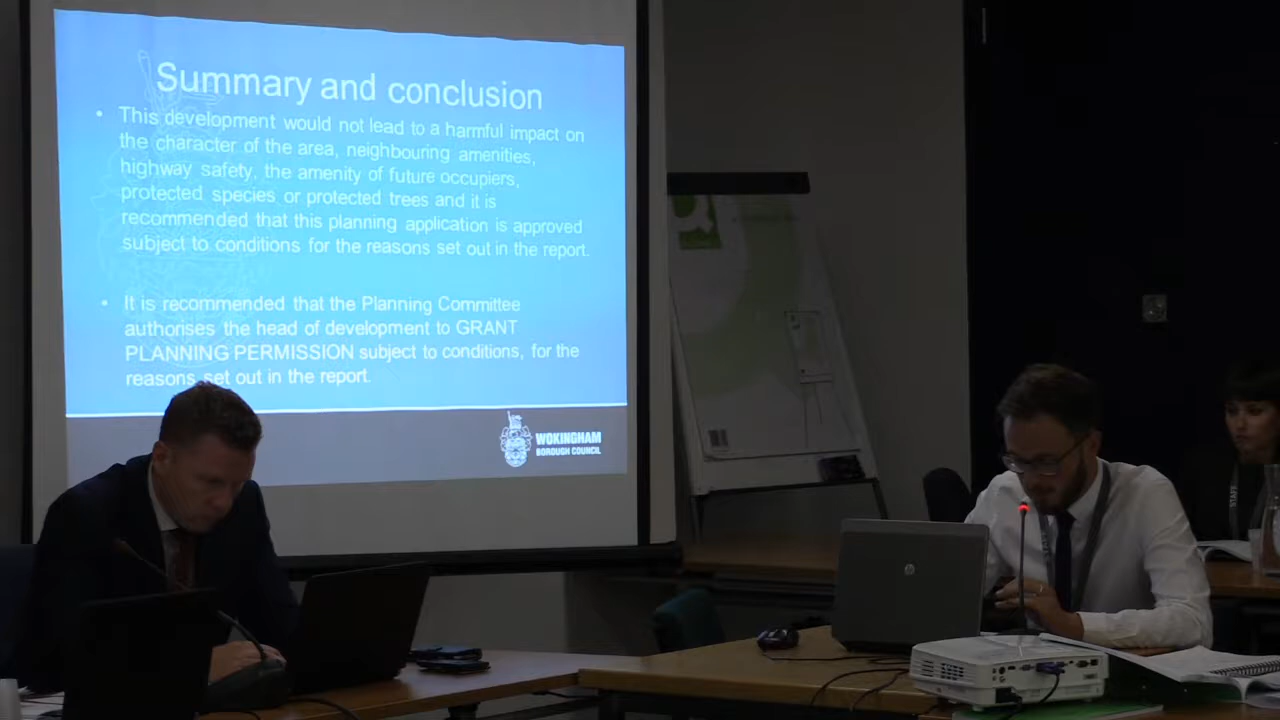 Summary and conclusion
• This development would not lead to a harmful impact on
the character of the area, neighbouring amenities,
highway safety, the amenity of future occupiers,
protected species or protected trees and it is
recommended that this planning application is approved
subject to conditions for the reasons set out in the report.
• It is recommended that the Planning Committee
authorises the head of development to GRANT
PLANNING PERMISSION subject to conditions, for the
reasons set out in the report.
WOKINGHAM
BOROUGH COUNCIL
hp
STAFF